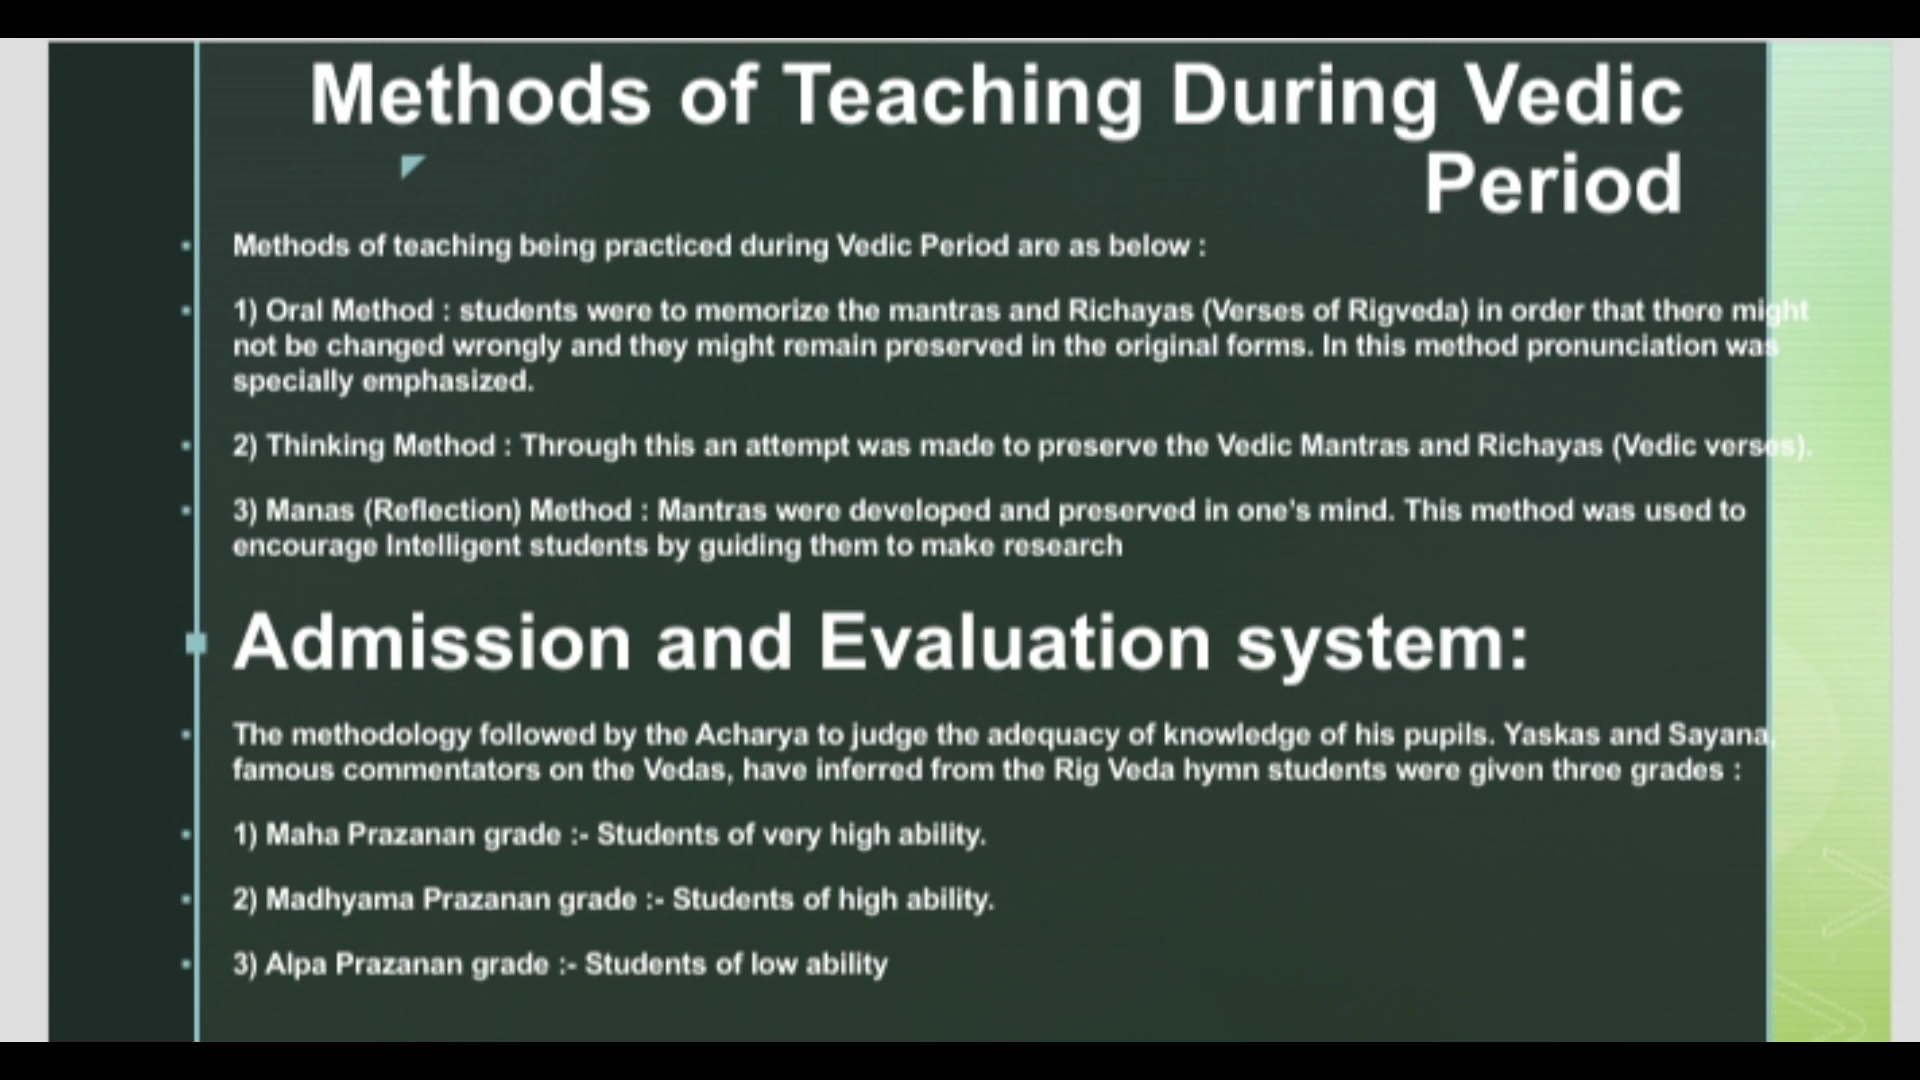 Methods of Teaching During Vedic
Period
Methods of teaching being practiced during Vedic Period are as below :
1) Oral Method : students were to memorize the mantras and Richayas (Verses of Rigveda) in order that there might
not be changed wrongly and they might remain preserved in the original forms. In this method pronunciation was
specially emphasized.
2) Thinking Method : Through this an attempt was made to preserve the Vedic Mantras and Richayas (Vedic verses).
3) Manas (Reflection) Method : Mantras were developed and preserved in one's mind. This method was used to
encourage Intelligent students by guiding them to make research
Admission and Evaluation system:
The methodology followed by the Acharya to judge the adequacy of knowledge of his pupils. Yaskas and Sayana,
famous commentators on the Vedas, have inferred from the Rig Veda hymn students were given three grades :
1) Maha Prazanan grade :- Students of very high ability.
2) Madhyama Prazanan grade :- Students of high ability.
3) Alpa Prazanan grade :- Students of low ability